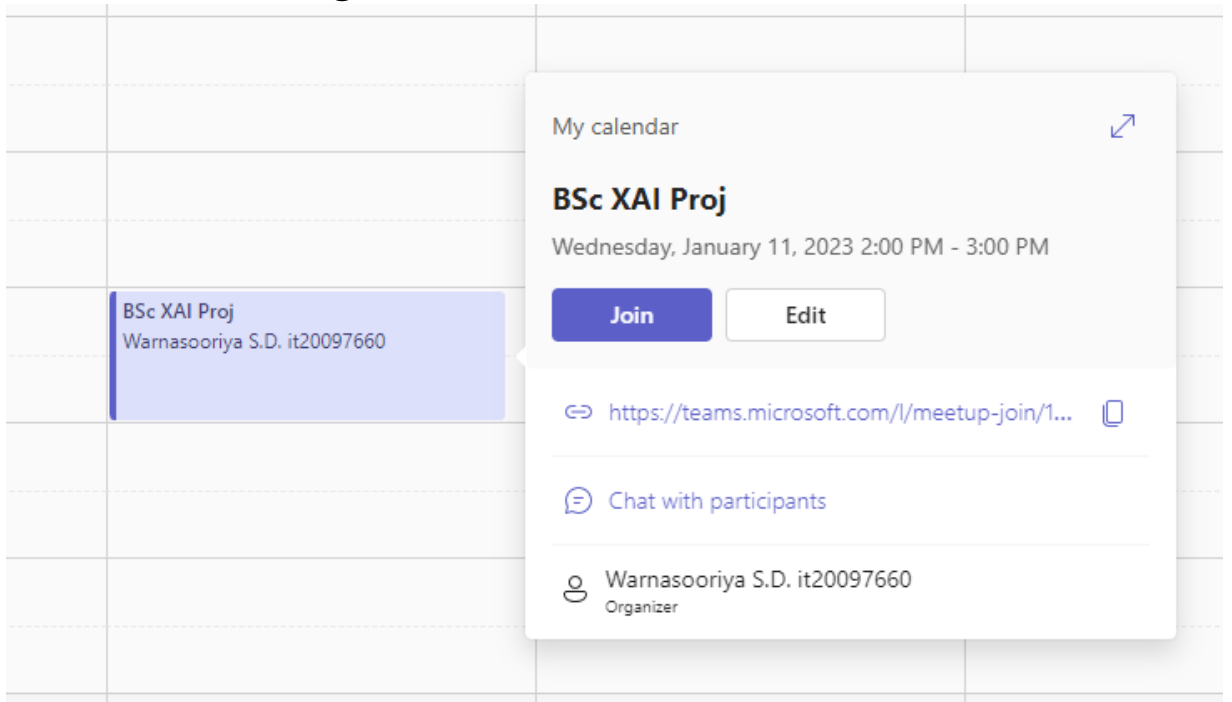 BSc XAI Proj
Warnasooriya S.D. it20097660
My calendar
BSc XAI Proj
Wednesday, January 11, 2023 2:00 PM - 3:00 PM
Join
Edit
https://teams.microsoft.com/l/meetup-join/1...
Chat with participants
Warnasooriya S.D. it20097660
Organizer